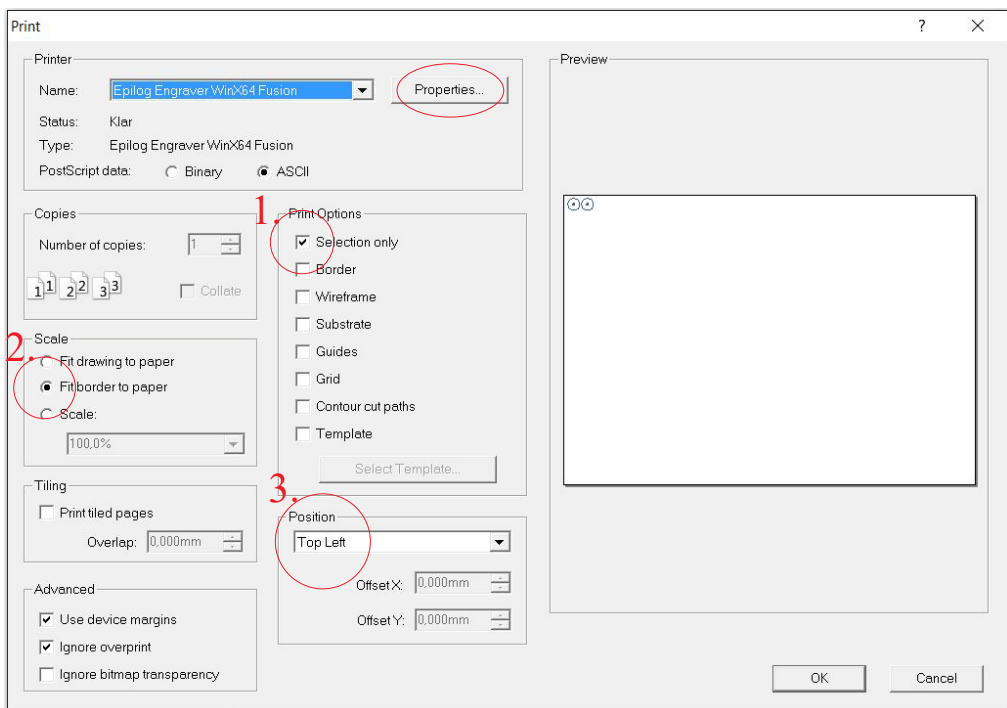 Print ?
Printer
Name: Epilog Engraver WinX64 Fusion Properties...
Status: Klar
Type: Epilog Engraver WinX64 Fusion
PostScript data: Binary ASCII
Copies
Number of copies: 1
1 1 2 2 3 3 Collate
2. Scale
Fit drawing to paper
Fit border to paper
Scale:
100,0%
Tiling
Print tiled pages
Overlap: 0,000mm
Advanced
Use device margins
Ignore overprint
Ignore bitmap transparency
1. Print Options
Selection only
Border
Wireframe
Substrate
Guides
Grid
Contour cut paths
Template
Select Template...
3. Position
Top Left
Offset X: 0,000mm
Offset Y: 0,000mm
Preview
OK Cancel